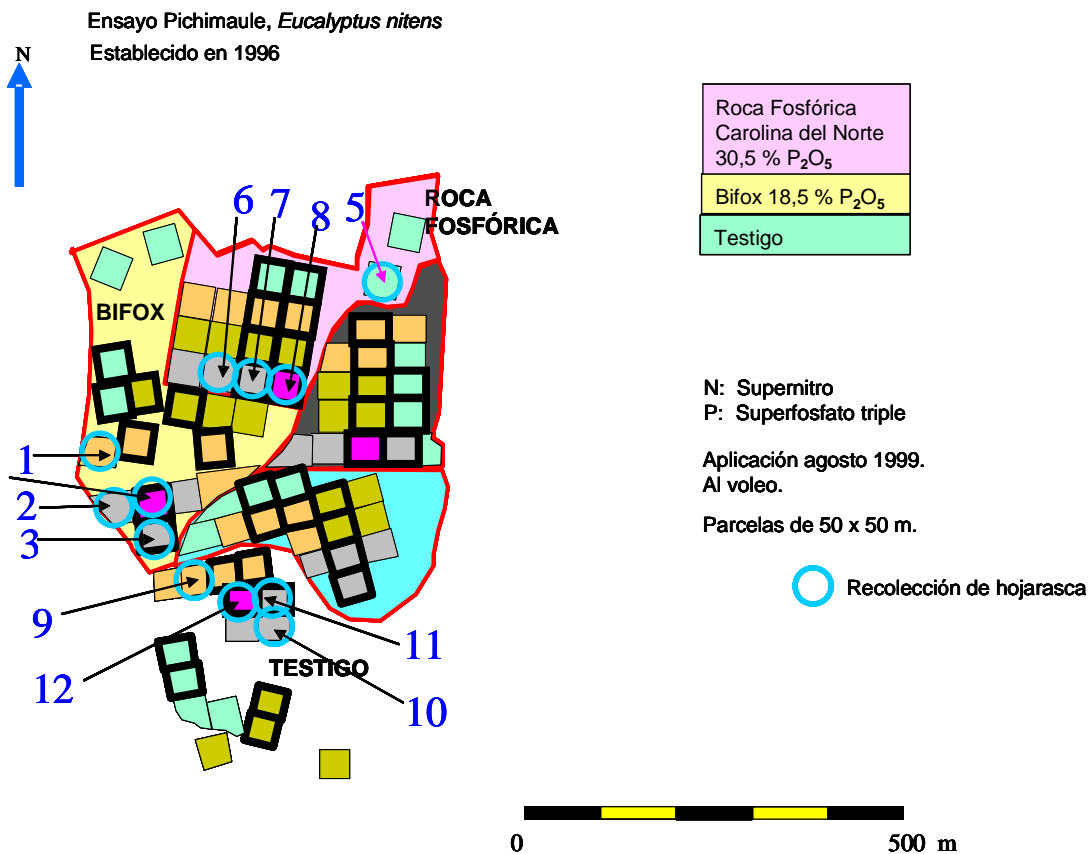 Ensayo Pichimaule, Eucalyptus nitens
Establecido en 1996
N
Roca Fosfórica
Carolina del Norte
30,5 % P₂O₅
Bifox 18,5 % P₂O₅
Testigo
6
7
8
5
ROCA
FOSFÓRICA
BIFOX
N: Supernitro
P: Superfosfato triple
Aplicación agosto 1999.
Al voleo.
Parcelas de 50 x 50 m.
Recolección de hojarasca
1
2
3
9
11
12
TESTIGO
10
0
500 m